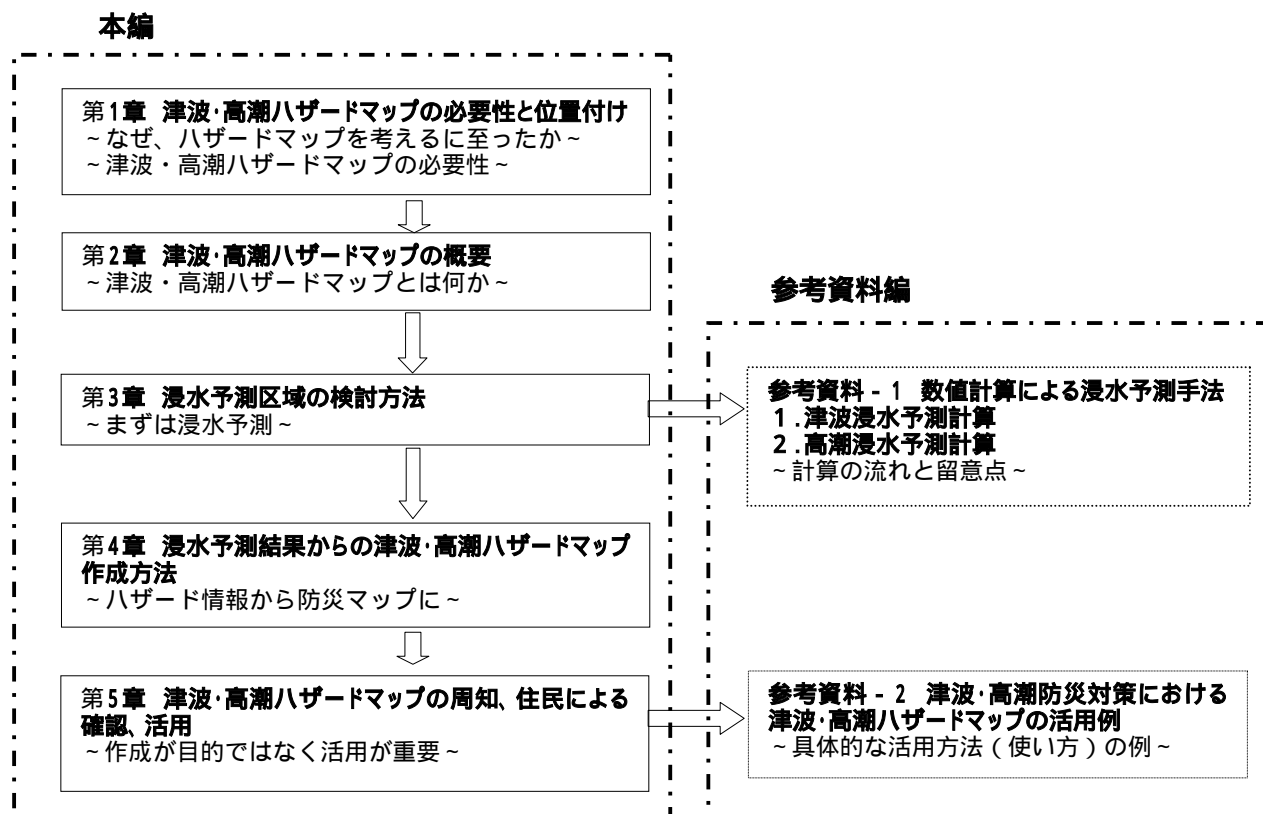 本編
第1章 津波･高潮ハザードマップの必要性と位置付け
~なぜ、ハザードマップを考えるに至ったか~
~津波・高潮ハザードマップの必要性~
第2章 津波･高潮ハザードマップの概要
~津波・高潮ハザードマップとは何か~
第3章 浸水予測区域の検討方法
~まずは浸水予測~
第4章 浸水予測結果からの津波･高潮ハザードマップ
作成方法
~ハザード情報から防災マップに~
第5章 津波･高潮ハザードマップの周知、住民による
確認、活用
~作成が目的ではなく活用が重要~
参考資料編
参考資料－1 数値計算による浸水予測手法
１.津波浸水予測計算
２.高潮浸水予測計算
~計算の流れと留意点~
参考資料－2 津波･高潮防災対策における
津波･高潮ハザードマップの活用例
~具体的な活用方法（使い方）の例~